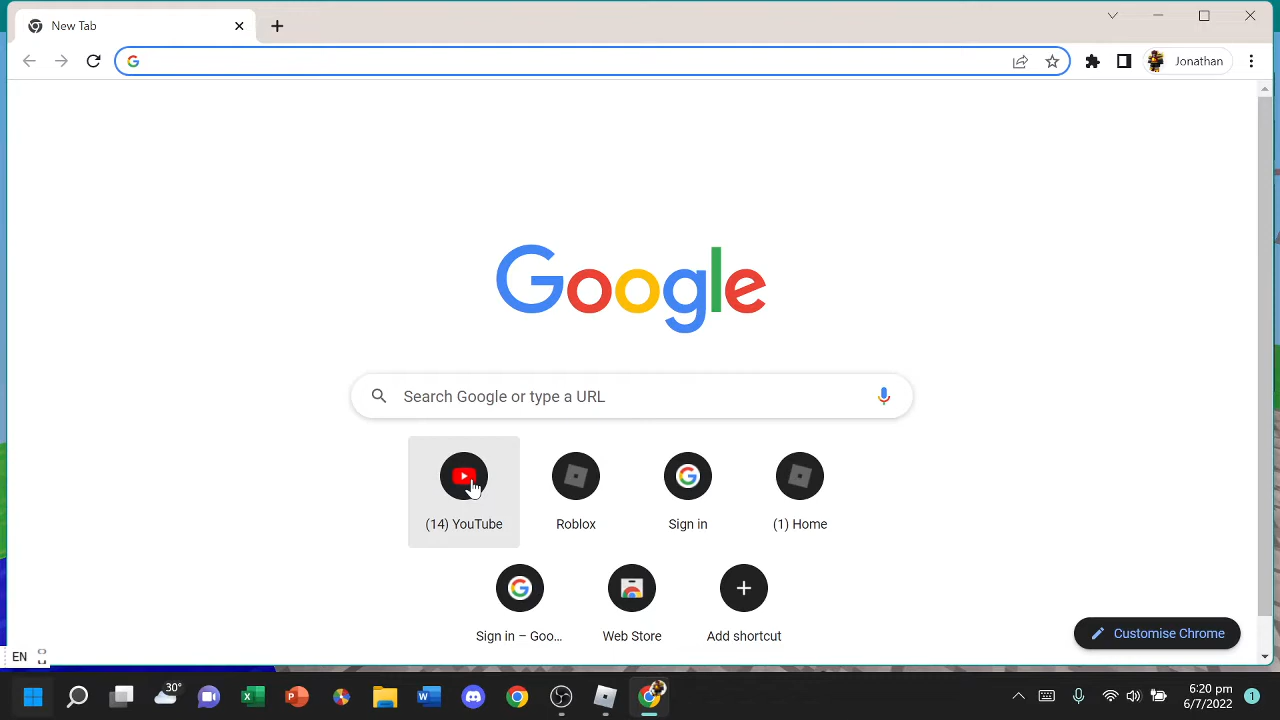 New Tab
Jonathan
Google
Search Google or type a URL
(14) YouTube
Roblox
Sign in
(1) Home
Sign in – Goo...
Web Store
Add shortcut
Customise Chrome
EN
30°
6:20 pm
6/7/2022
1